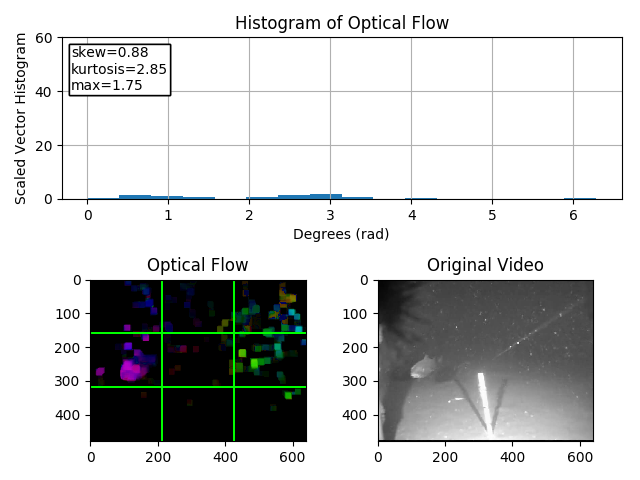 Histogram of Optical Flow
Scaled Vector Histogram
60
40
20
0
skew=0.88
kurtosis=2.85
max=1.75
0 1 2 3 4 5 6
Degrees (rad)
Optical Flow
0
100
200
300
400
0 200 400 600
Original Video
0
100
200
300
400
0 200 400 600